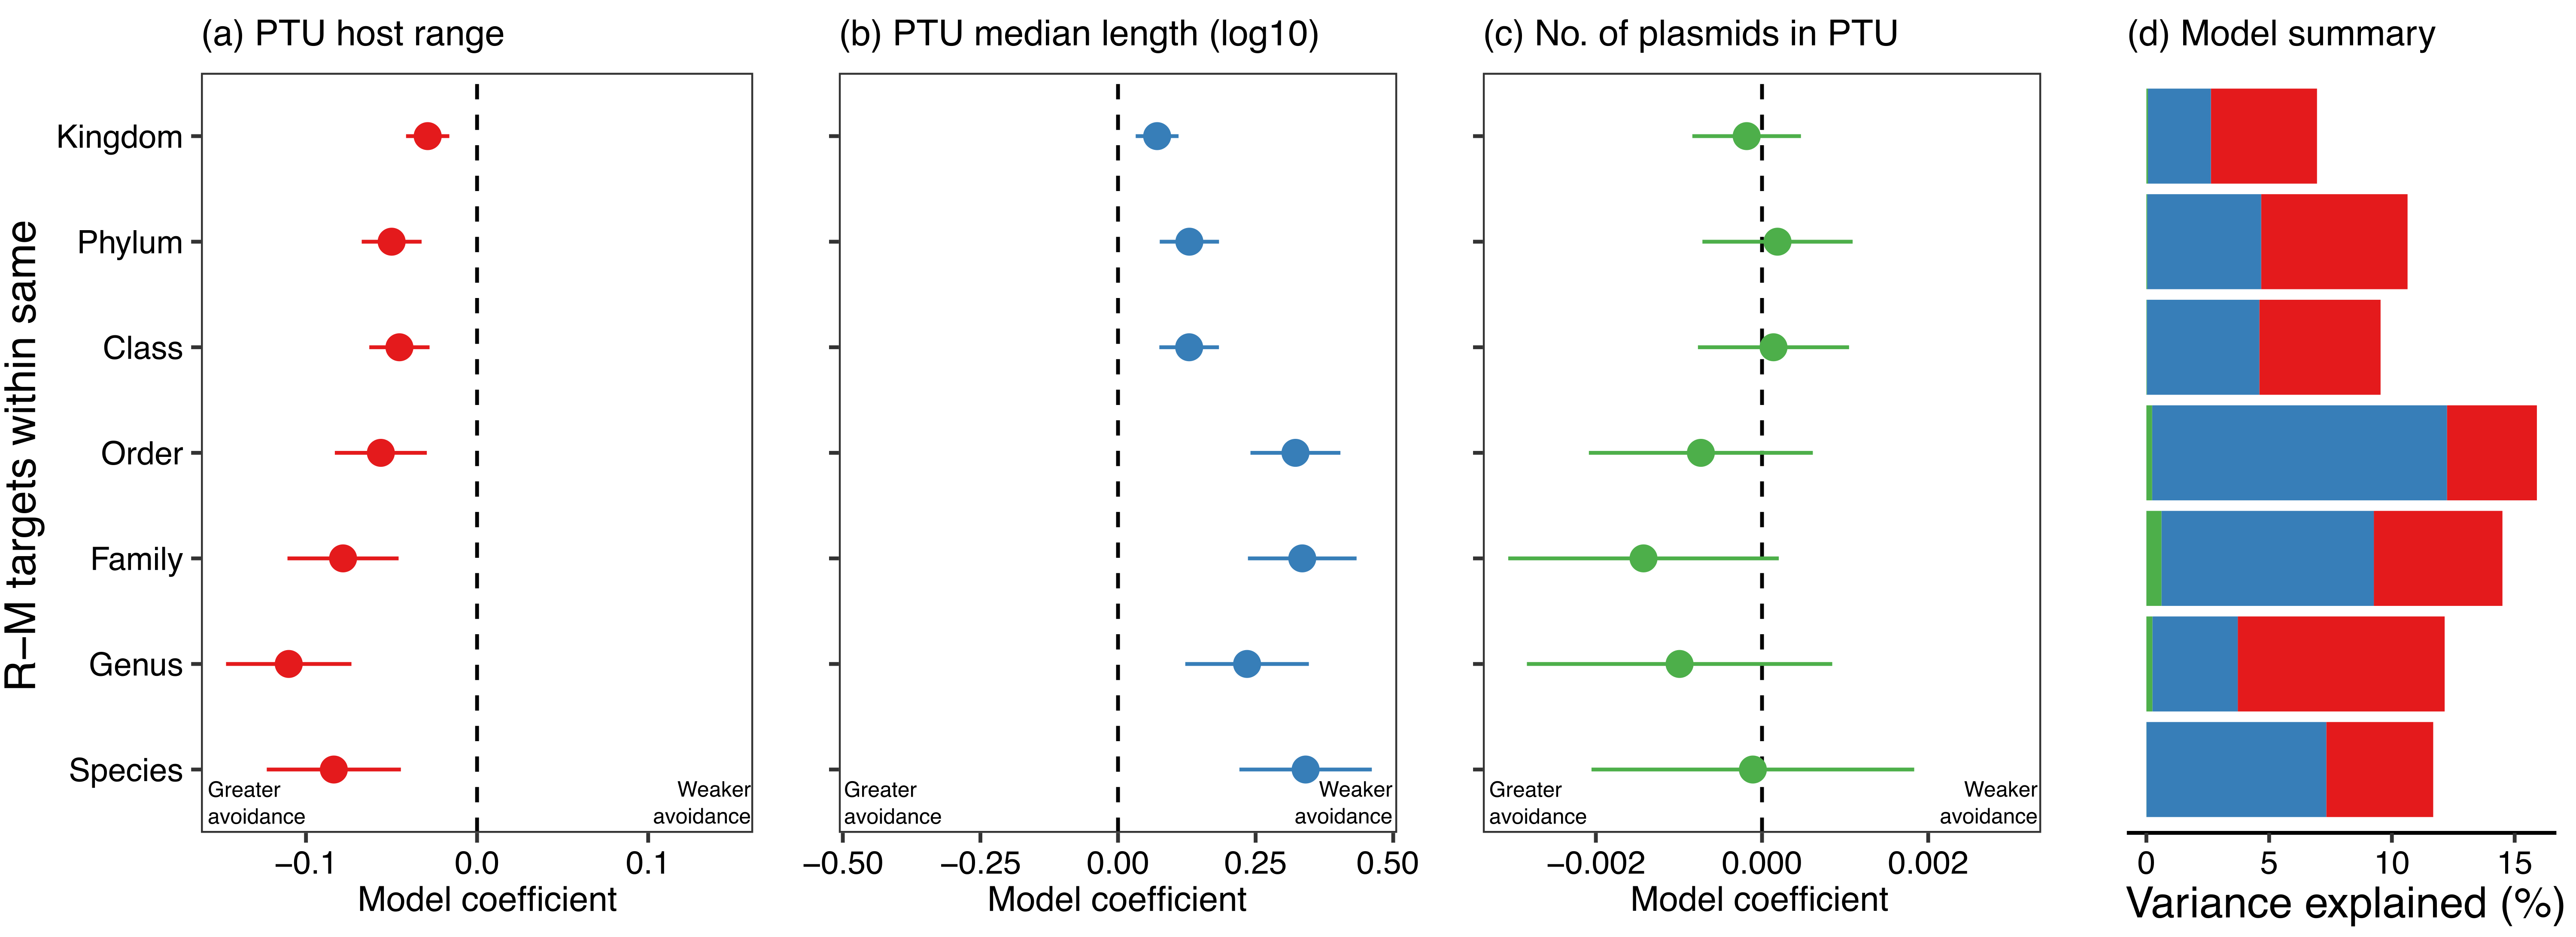 (a) PTU host range
(b) PTU median length (log10)
(c) No. of plasmids in PTU
(d) Model summary
R−M targets within same
Kingdom
Phylum
Class
Order
Family
Genus
Species
Greater
avoidance
Weaker
avoidance
Greater
avoidance
Weaker
avoidance
Greater
avoidance
Weaker
avoidance
−0.1 0.0 0.1
−0.50 −0.25 0.00 0.25 0.50
−0.002 0.000 0.002
0 5 10 15
Model coefficient
Model coefficient
Model coefficient
Variance explained (%)